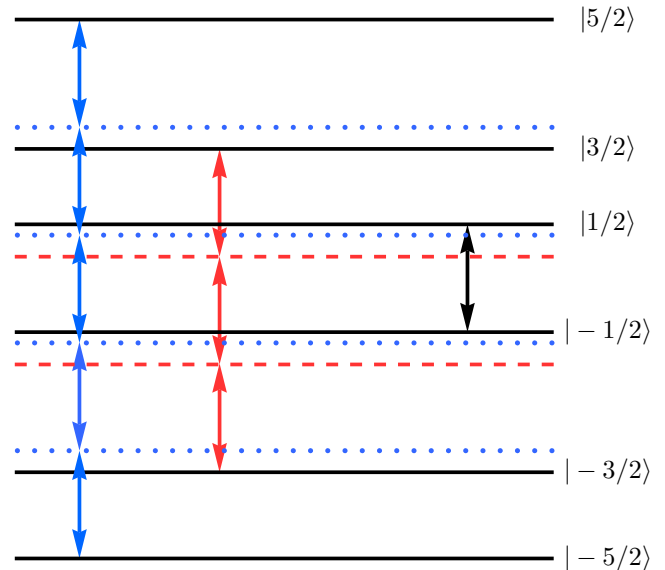 |5/2⟩
|3/2⟩
|1/2⟩
| − 1/2⟩
| − 3/2⟩
| − 5/2⟩